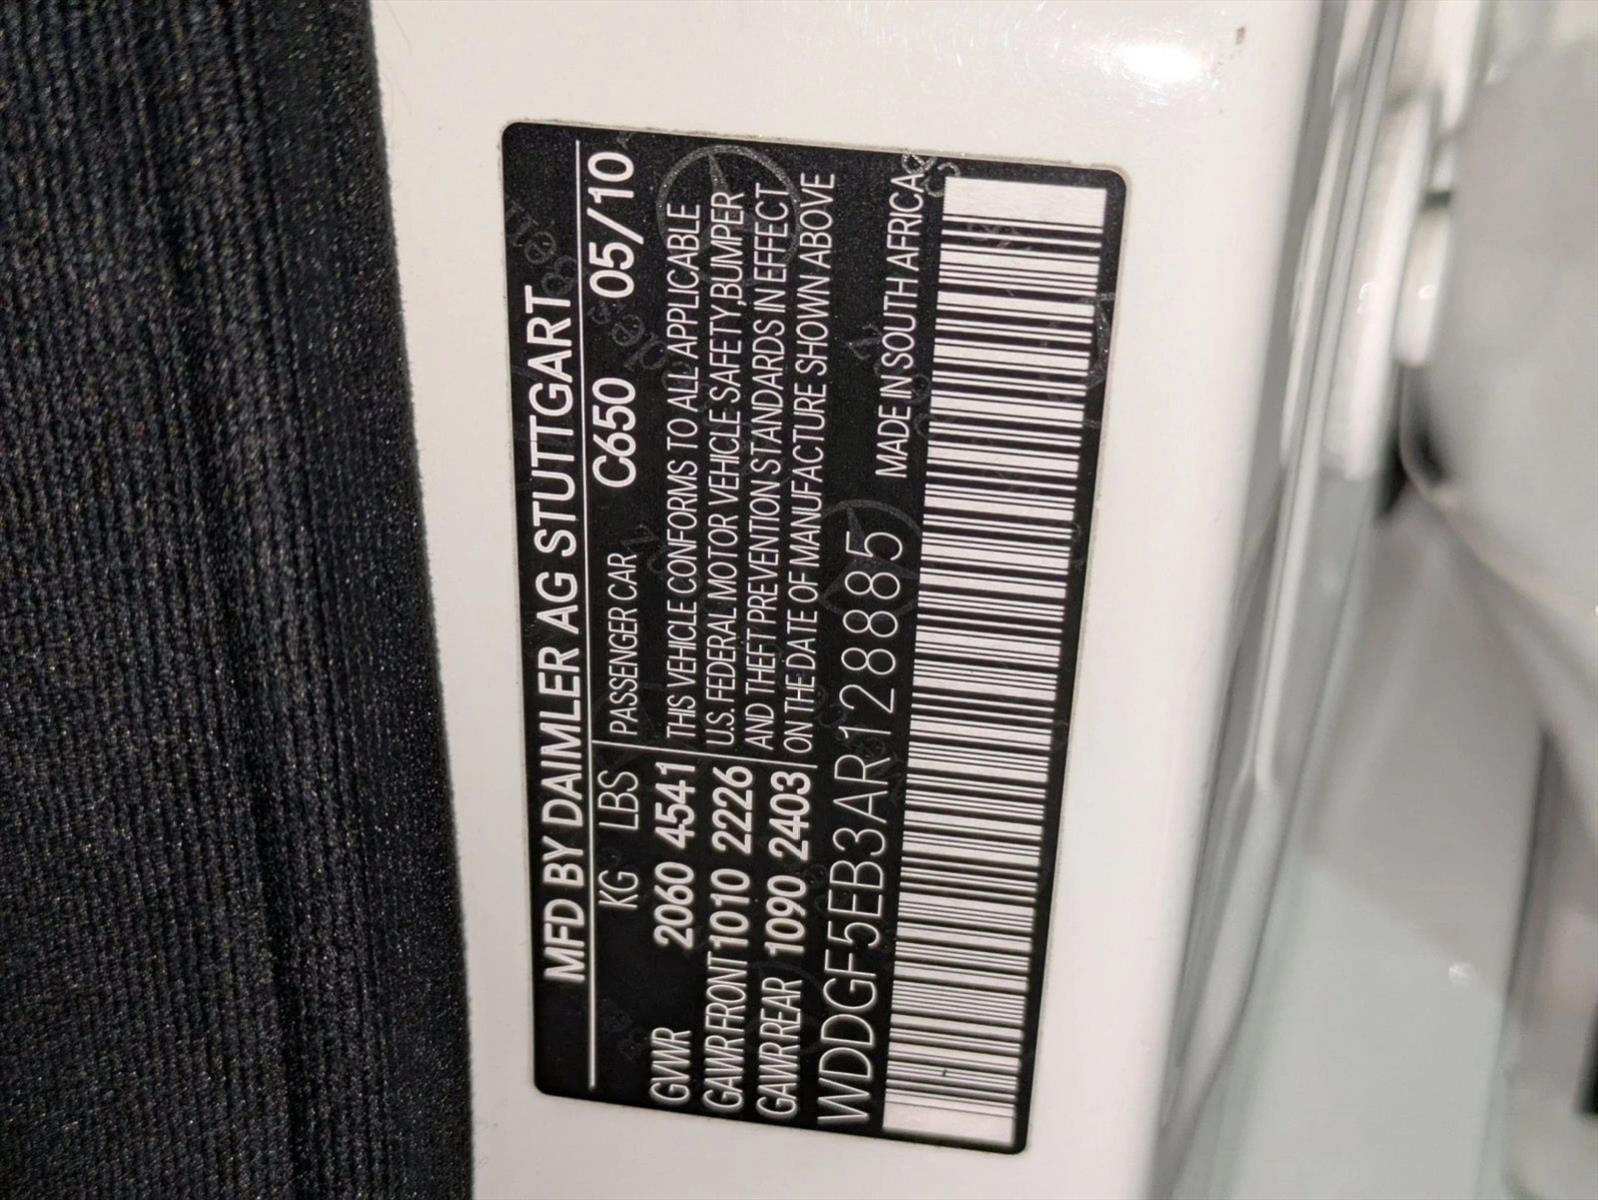 MFD BY DAIMLER AG STUTTGART
KG LBS PASSENGER CAR C650 05/10
GVWR 2060 4541
GAWR FRONT 1010 2226
GAWR REAR 1090 2403
THIS VEHICLE CONFORMS TO ALL APPLICABLE
U.S. FEDERAL MOTOR VEHICLE SAFETY,BUMPER
AND THEFT PREVENTION STANDARDS IN EFFECT
ON THE DATE OF MANUFACTURE SHOWN ABOVE
WDDGF5EB3AR128885 MADE IN SOUTH AFRICA